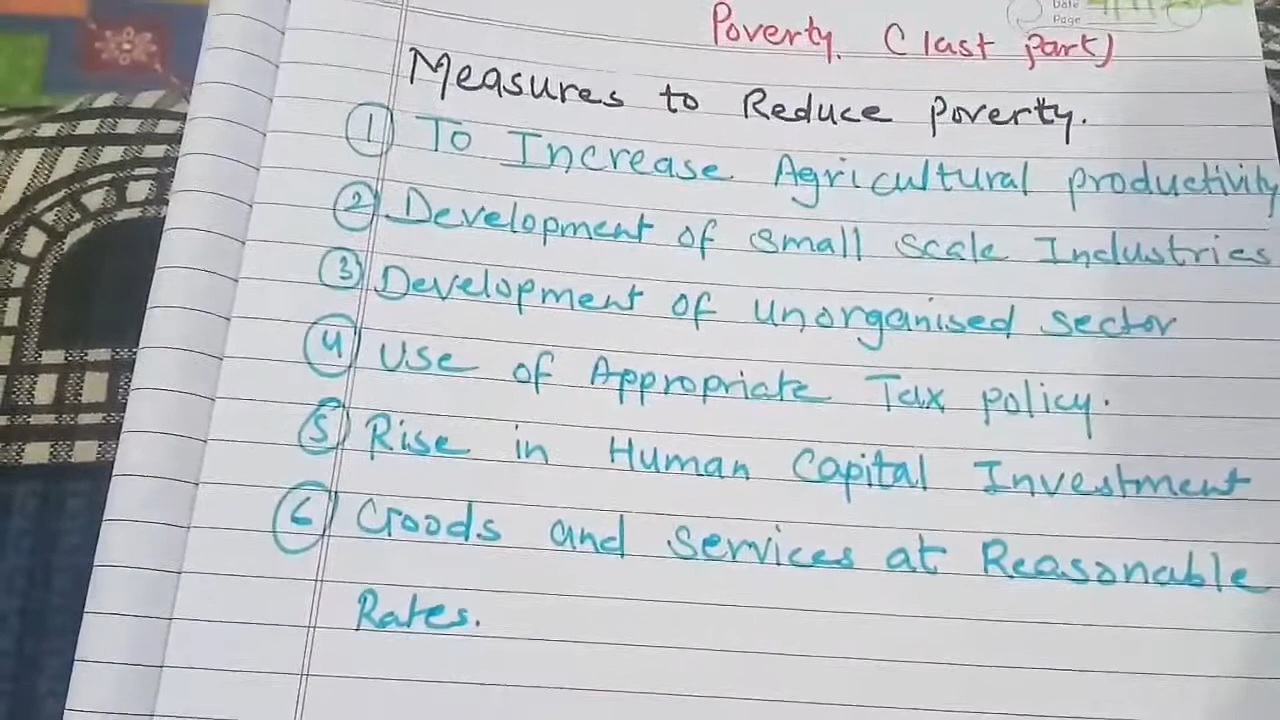 Date
Page
Poverty. (last part)
Measures to Reduce Poverty.
① To Increase Agricultural productivity
② Development of small scale Industries
③ Development of unorganised sector
④ Use of Appropriate Tax policy.
⑤ Rise in Human Capital Investment
⑥ Goods and services at Reasonable
Rates.